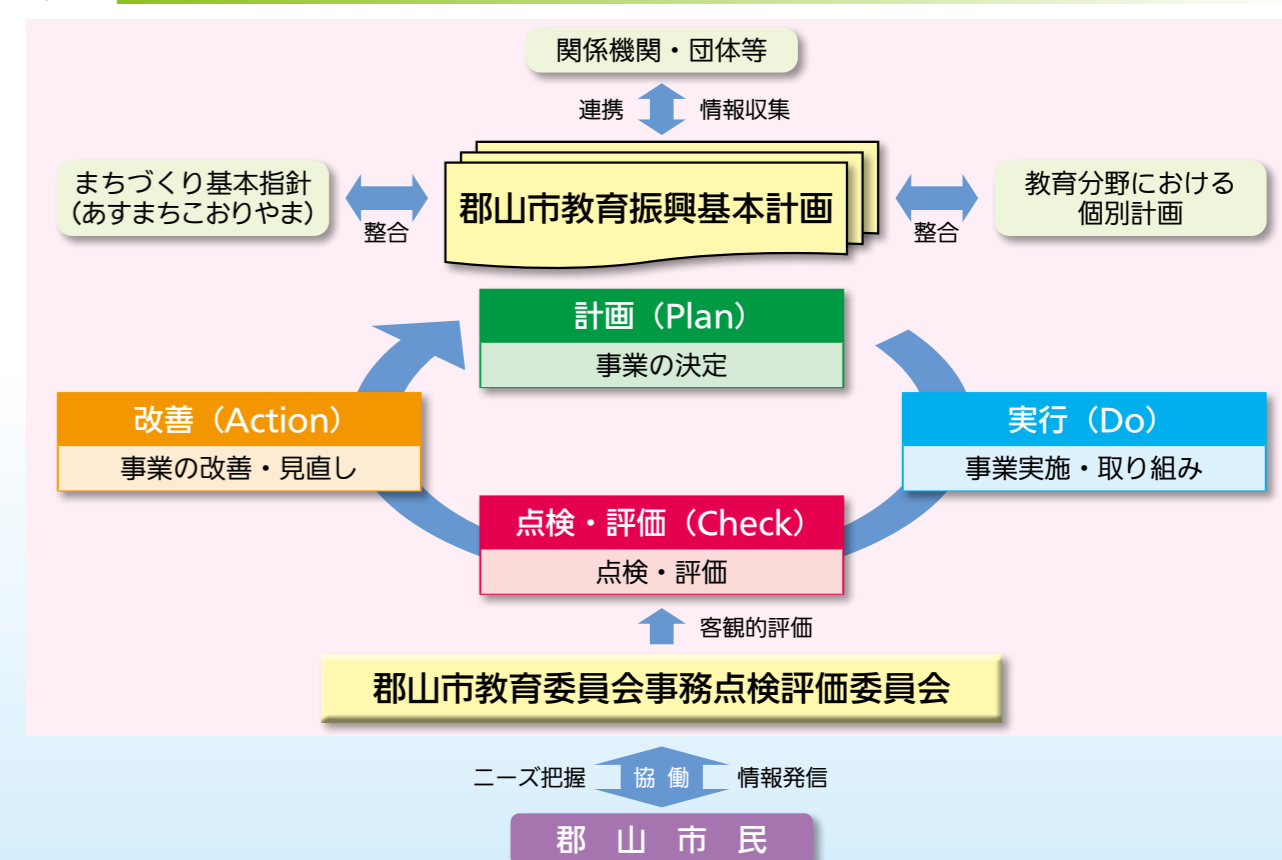 関係機関・団体等
連携
情報収集
まちづくり基本指針
（あすまちこおりやま）
整合
郡山市教育振興基本計画
整合
教育分野における
個別計画
計画（Plan）
事業の決定
改善（Action）
事業の改善・見直し
実行（Do）
事業実施・取り組み
点検・評価（Check）
点検・評価
客観的評価
郡山市教育委員会事務点検評価委員会
ニーズ把握
協働
情報発信
郡山市民